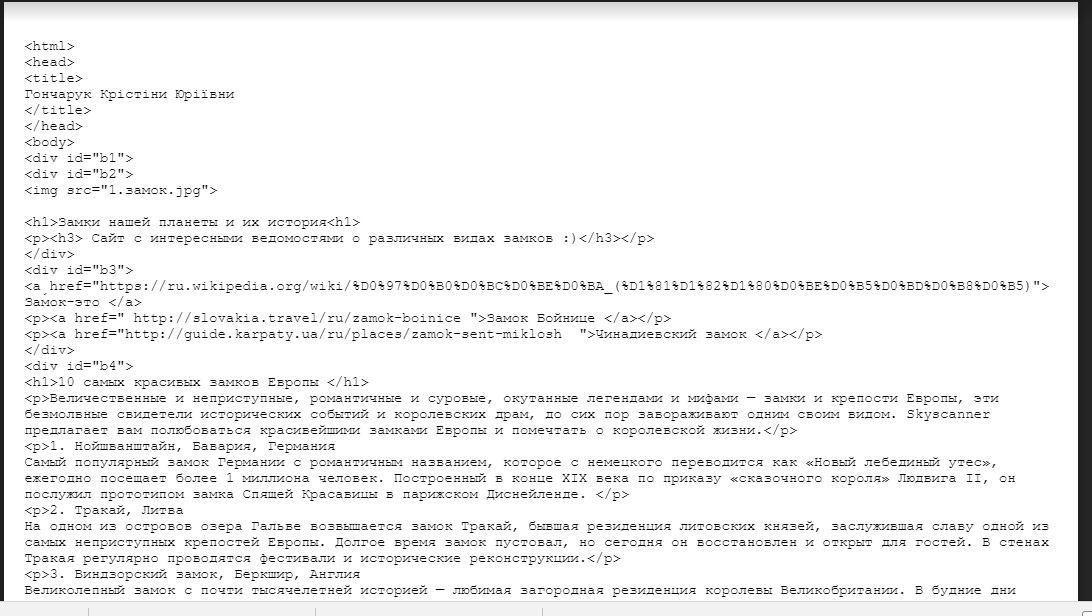 <html>
<head>
<title>
Гончарук Крістіни Юріївни
</title>
</head>
<body>
<div id="b1">
<div id="b2">
<img src="1.замок.jpg">
<h1>Замки нашей планеты и их история<h1>
<p><h3> Сайт с интересными ведомостями о различных видах замков :)</h3></p>
</div>
<div id="b3">
<a href="https://ru.wikipedia.org/wiki/%D0%97%D0%B0%D0%BC%D0%BE%D0%BA_(%D1%81%D1%82%D1%80%D0%BE%D0%B5%D0%BD%D0%B8%D0%B5)">
За́мок-это </a>
<p><a href=" http://slovakia.travel/ru/zamok-boinice ">Замок Бойнице </a></p>
<p><a href="http://guide.karpaty.ua/ru/places/zamok-sent-miklosh  ">Чинадиевский замок </a></p>
</div>
<div id="b4">
<h1>10 самых красивых замков Европы </h1>
<p>Величественные и неприступные, романтичные и суровые, окутанные легендами и мифами — замки и крепости Европы, эти
безмолвные свидетели исторических событий и королевских драм, до сих пор завораживают одним своим видом. Skyscanner
предлагает вам полюбоваться красивейшими замками Европы и помечтать о королевской жизни.</p>
<p>1. Нойшванштайн, Бавария, Германия
Самый популярный замок Германии с романтичным названием, которое с немецкого переводится как «Новый лебединый утес»,
ежегодно посещает более 1 миллиона человек. Построенный в конце XIX века по приказу «сказочного короля» Людвига II, он
послужил прототипом замка Спящей Красавицы в парижском Диснейленде. </p>
<p>2. Тракай, Литва
На одном из островов озера Гальве возвышается замок Тракай, бывшая резиденция литовских князей, заслужившая славу одной из
самых неприступных крепостей Европы. Долгое время замок пустовал, но сегодня он восстановлен и открыт для гостей. В стенах
Тракая регулярно проводятся фестивали и исторические реконструкции.</p>
<p>3. Виндзорский замок, Беркшир, Англия
Великолепный замок с почти тысячелетней историей — любимая загородная резиденция королевы Великобритании. В будние дни